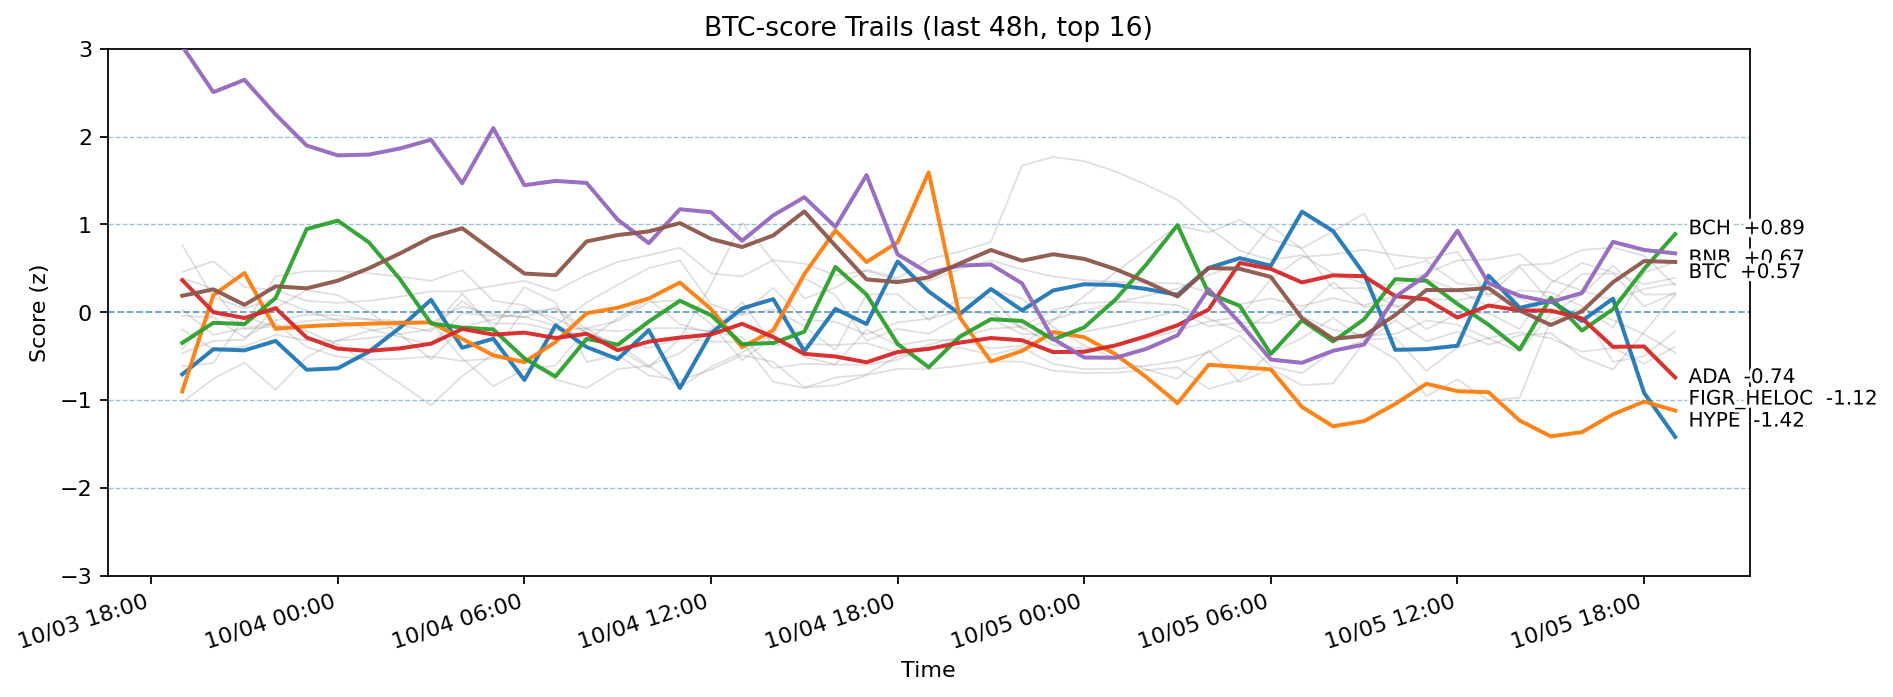 BTC-score Trails (last 48h, top 16)
Score (z)
3
2
1
0
−1
−2
−3
BCH +0.89
BNB +0.67
BTC +0.57
ADA -0.74
FIGR_HELOC -1.12
HYPE -1.42
10/03 18:00
10/04 00:00
10/04 06:00
10/04 12:00
10/04 18:00
10/05 00:00
10/05 06:00
10/05 12:00
10/05 18:00
Time